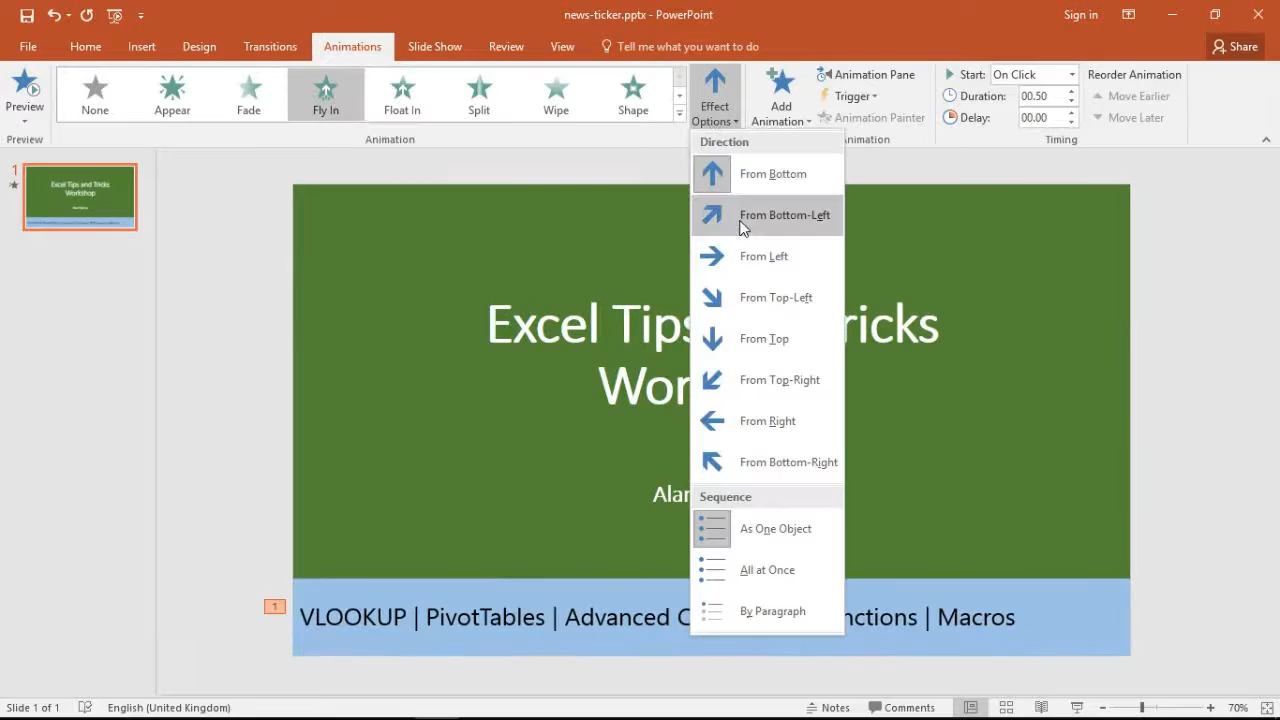 news-ticker.pptx - PowerPoint
Sign in
File Home Insert Design Transitions Animations Slide Show Review View Tell me what you want to do Share
Preview
None Appear Fade Fly In Float In Split Wipe Shape
Effect Options
Add Animation
Animation Pane
Trigger
Animation Painter
Start: On Click
Duration: 00.50
Delay: 00.00
Reorder Animation
Move Earlier
Move Later
Preview Animation nimation Timing
1
Excel Tips and Tricks
Workshop
Direction
From Bottom
From Bottom-Left
From Left
From Top-Left
From Top
From Top-Right
From Right
From Bottom-Right
Sequence
As One Object
All at Once
By Paragraph
Excel Tips ricks
Wor
Alan
1
VLOOKUP | PivotTables | Advanced C nctions | Macros
Slide 1 of 1 English (United Kingdom) Notes Comments 70%